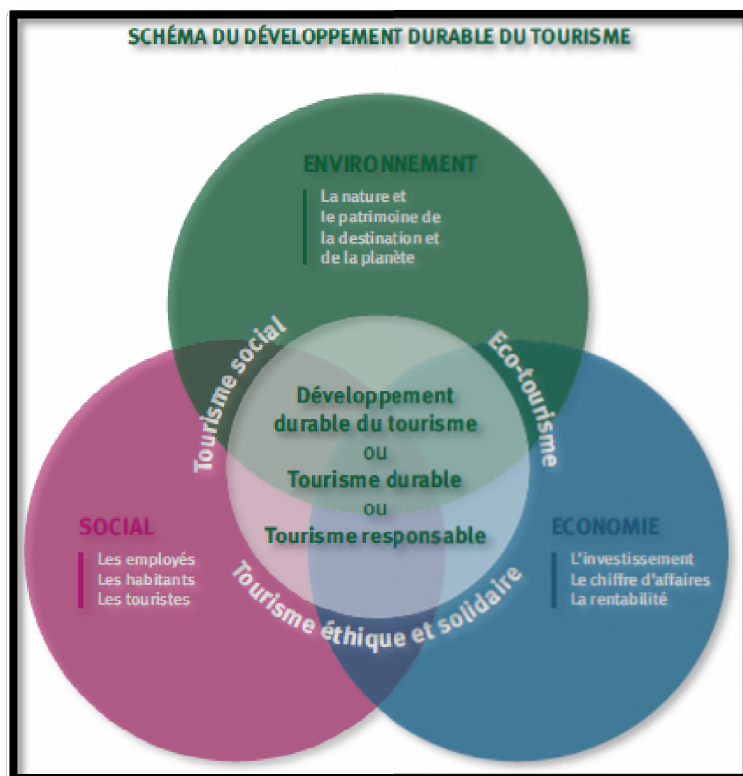 SCHÉMA DU DÉVELOPPEMENT DURABLE DU TOURISME
ENVIRONNEMENT
La nature et
le patrimoine de
la destination et
de la planète
Tourisme social
Eco-tourisme
Développement
durable du tourisme
ou
Tourisme durable
ou
Tourisme responsable
SOCIAL
Les employés
Les habitants
Les touristes
ECONOMIE
L'investissement
Le chiffre d'affaires
La rentabilité
Tourisme éthique et solidaire